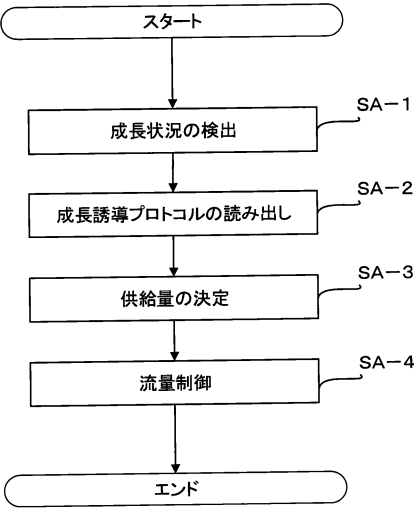 スタート
SA－1
成長状況の検出
SA－2
成長誘導プロトコルの読み出し
SA－3
供給量の決定
SA－4
流量制御
エンド